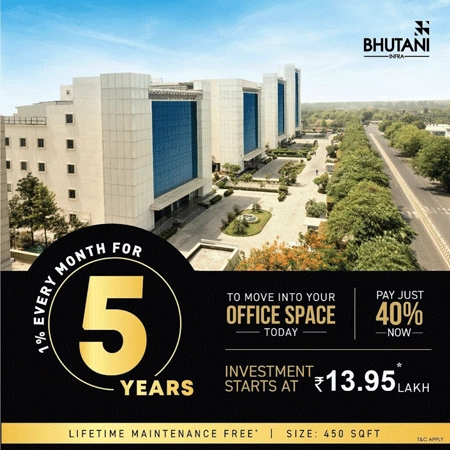 BHUTANI
INFRA
1% EVERY MONTH FOR
5
YEARS
TO MOVE INTO YOUR
OFFICE SPACE
TODAY
PAY JUST
40%
NOW
INVESTMENT
STARTS AT ₹13.95* LAKH
LIFETIME MAINTENANCE FREE* | SIZE: 450 SQFT
T&C APPLY